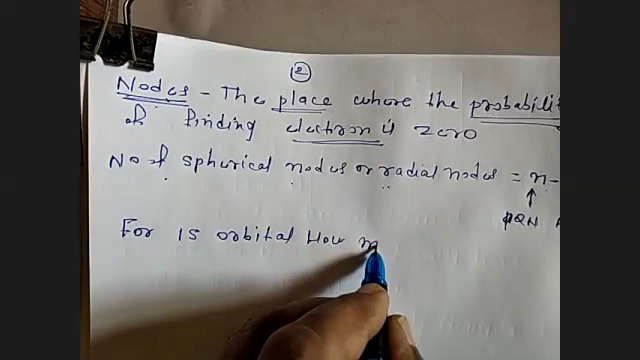 2
Nodes - The place where the
of finding electron is zero
No of spherical nodes or radial nodes = n -
PQN
For 1s orbital How